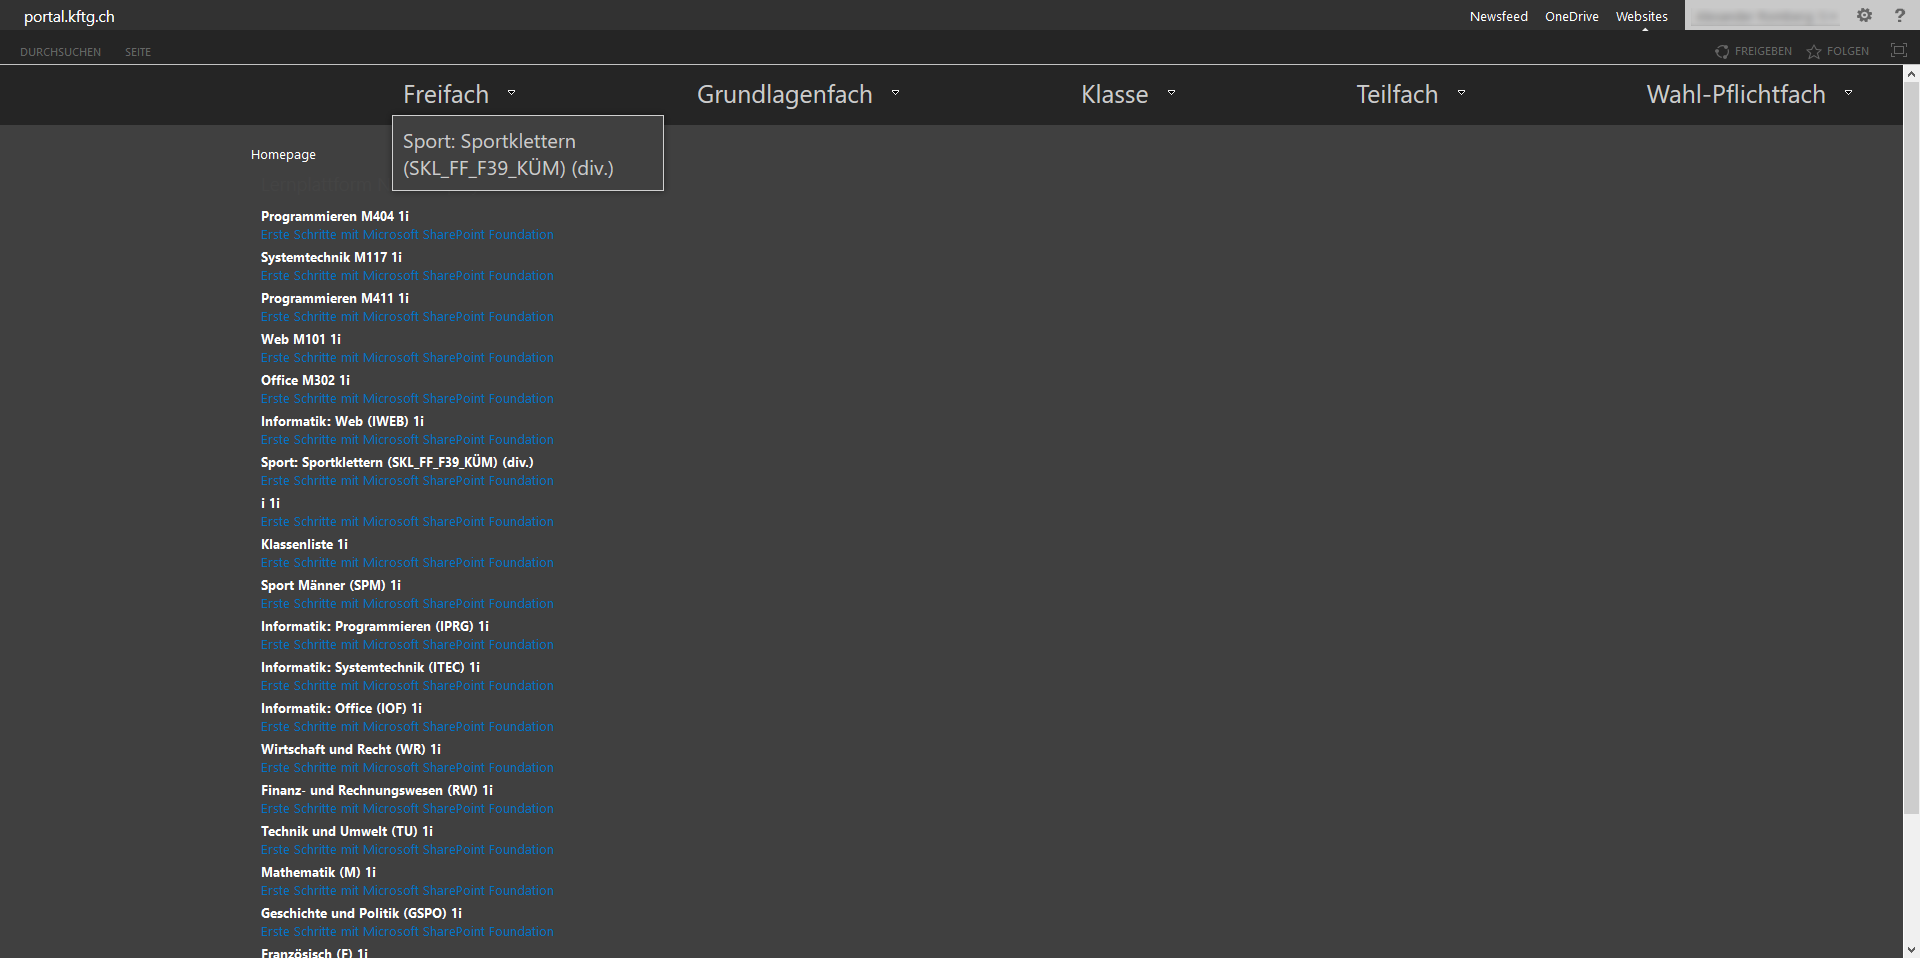 portal.kftg.ch
Newsfeed OneDrive Websites
?
DURCHSUCHEN SEITE
FREIGEBEN FOLGEN
Freifach Grundlagenfach Klasse Teilfach Wahl-Pflichtfach
Sport: Sportklettern
(SKL_FF_F39_KÜM) (div.)
Homepage
Lernplattform
Programmieren M404 1i
Erste Schritte mit Microsoft SharePoint Foundation
Systemtechnik M117 1i
Erste Schritte mit Microsoft SharePoint Foundation
Programmieren M411 1i
Erste Schritte mit Microsoft SharePoint Foundation
Web M101 1i
Erste Schritte mit Microsoft SharePoint Foundation
Office M302 1i
Erste Schritte mit Microsoft SharePoint Foundation
Informatik: Web (IWEB) 1i
Erste Schritte mit Microsoft SharePoint Foundation
Sport: Sportklettern (SKL_FF_F39_KÜM) (div.)
Erste Schritte mit Microsoft SharePoint Foundation
i 1i
Erste Schritte mit Microsoft SharePoint Foundation
Klassenliste 1i
Erste Schritte mit Microsoft SharePoint Foundation
Sport Männer (SPM) 1i
Erste Schritte mit Microsoft SharePoint Foundation
Informatik: Programmieren (IPRG) 1i
Erste Schritte mit Microsoft SharePoint Foundation
Informatik: Systemtechnik (ITEC) 1i
Erste Schritte mit Microsoft SharePoint Foundation
Informatik: Office (IOF) 1i
Erste Schritte mit Microsoft SharePoint Foundation
Wirtschaft und Recht (WR) 1i
Erste Schritte mit Microsoft SharePoint Foundation
Finanz- und Rechnungswesen (RW) 1i
Erste Schritte mit Microsoft SharePoint Foundation
Technik und Umwelt (TU) 1i
Erste Schritte mit Microsoft SharePoint Foundation
Mathematik (M) 1i
Erste Schritte mit Microsoft SharePoint Foundation
Geschichte und Politik (GSPO) 1i
Erste Schritte mit Microsoft SharePoint Foundation
Französisch (F) 1i